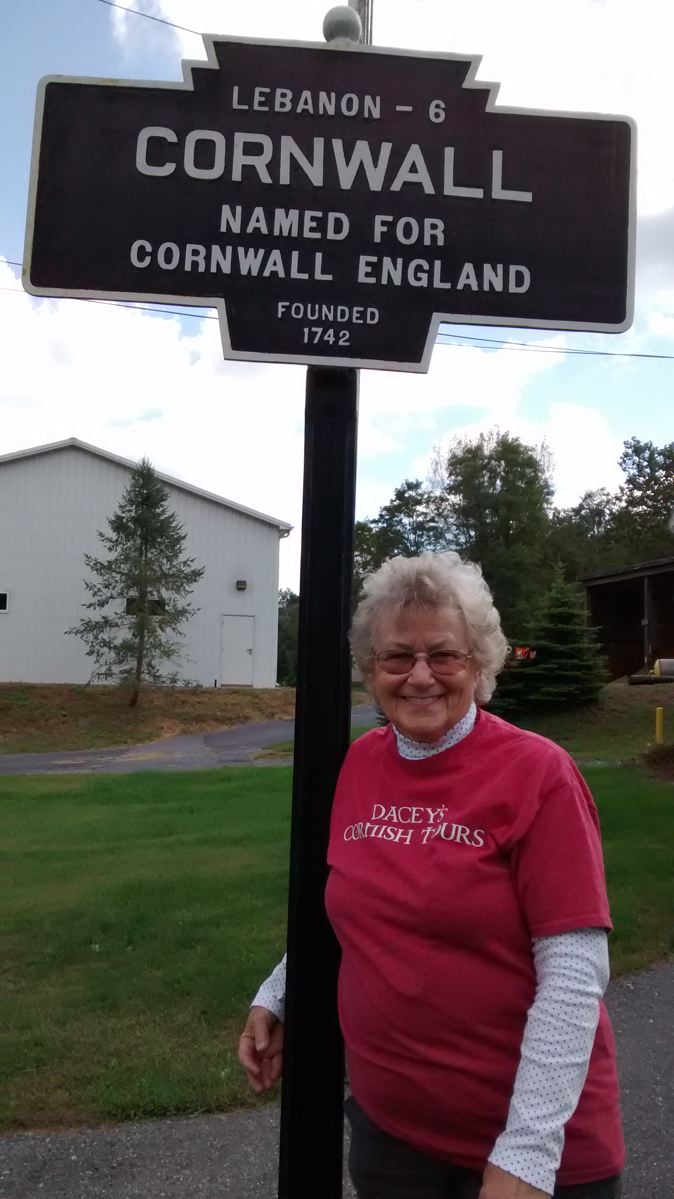 LEBANON - 6
CORNWALL
NAMED FOR
CORNWALL ENGLAND
FOUNDED
1742
DACEY'S
CORNISH TOURS